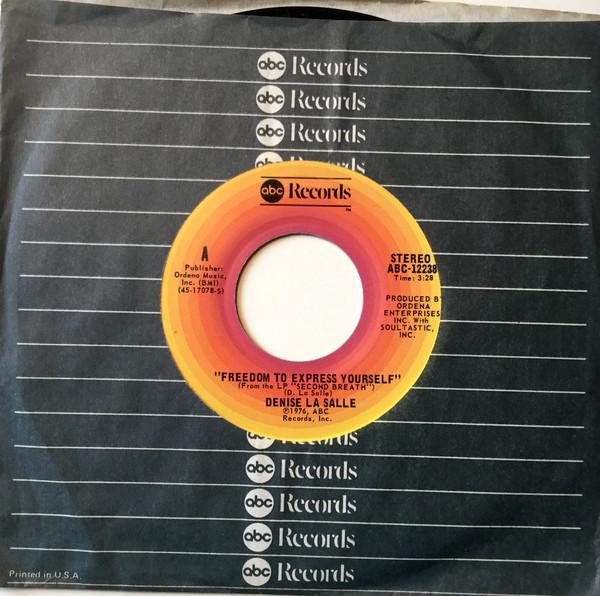 abc Records
abc Records
abc Records
abc Records
abc Records
™
A
Publisher:
Ordeno Music,
Inc. (BMI)
(45-17078-S)
STEREO
ABC-12238
Time: 3:28
PRODUCED BY
ORDENA
ENTERPRISES
INC. With
SOULTASTIC,
INC.
"FREEDOM TO EXPRESS YOURSELF"
(From the LP "SECOND BREATH")
(D. La Salle)
DENISE LA SALLE
℗1976, ABC
Records, Inc.
abc Records
abc Records
abc Records
abc Records
abc Records
Printed in U.S.A.